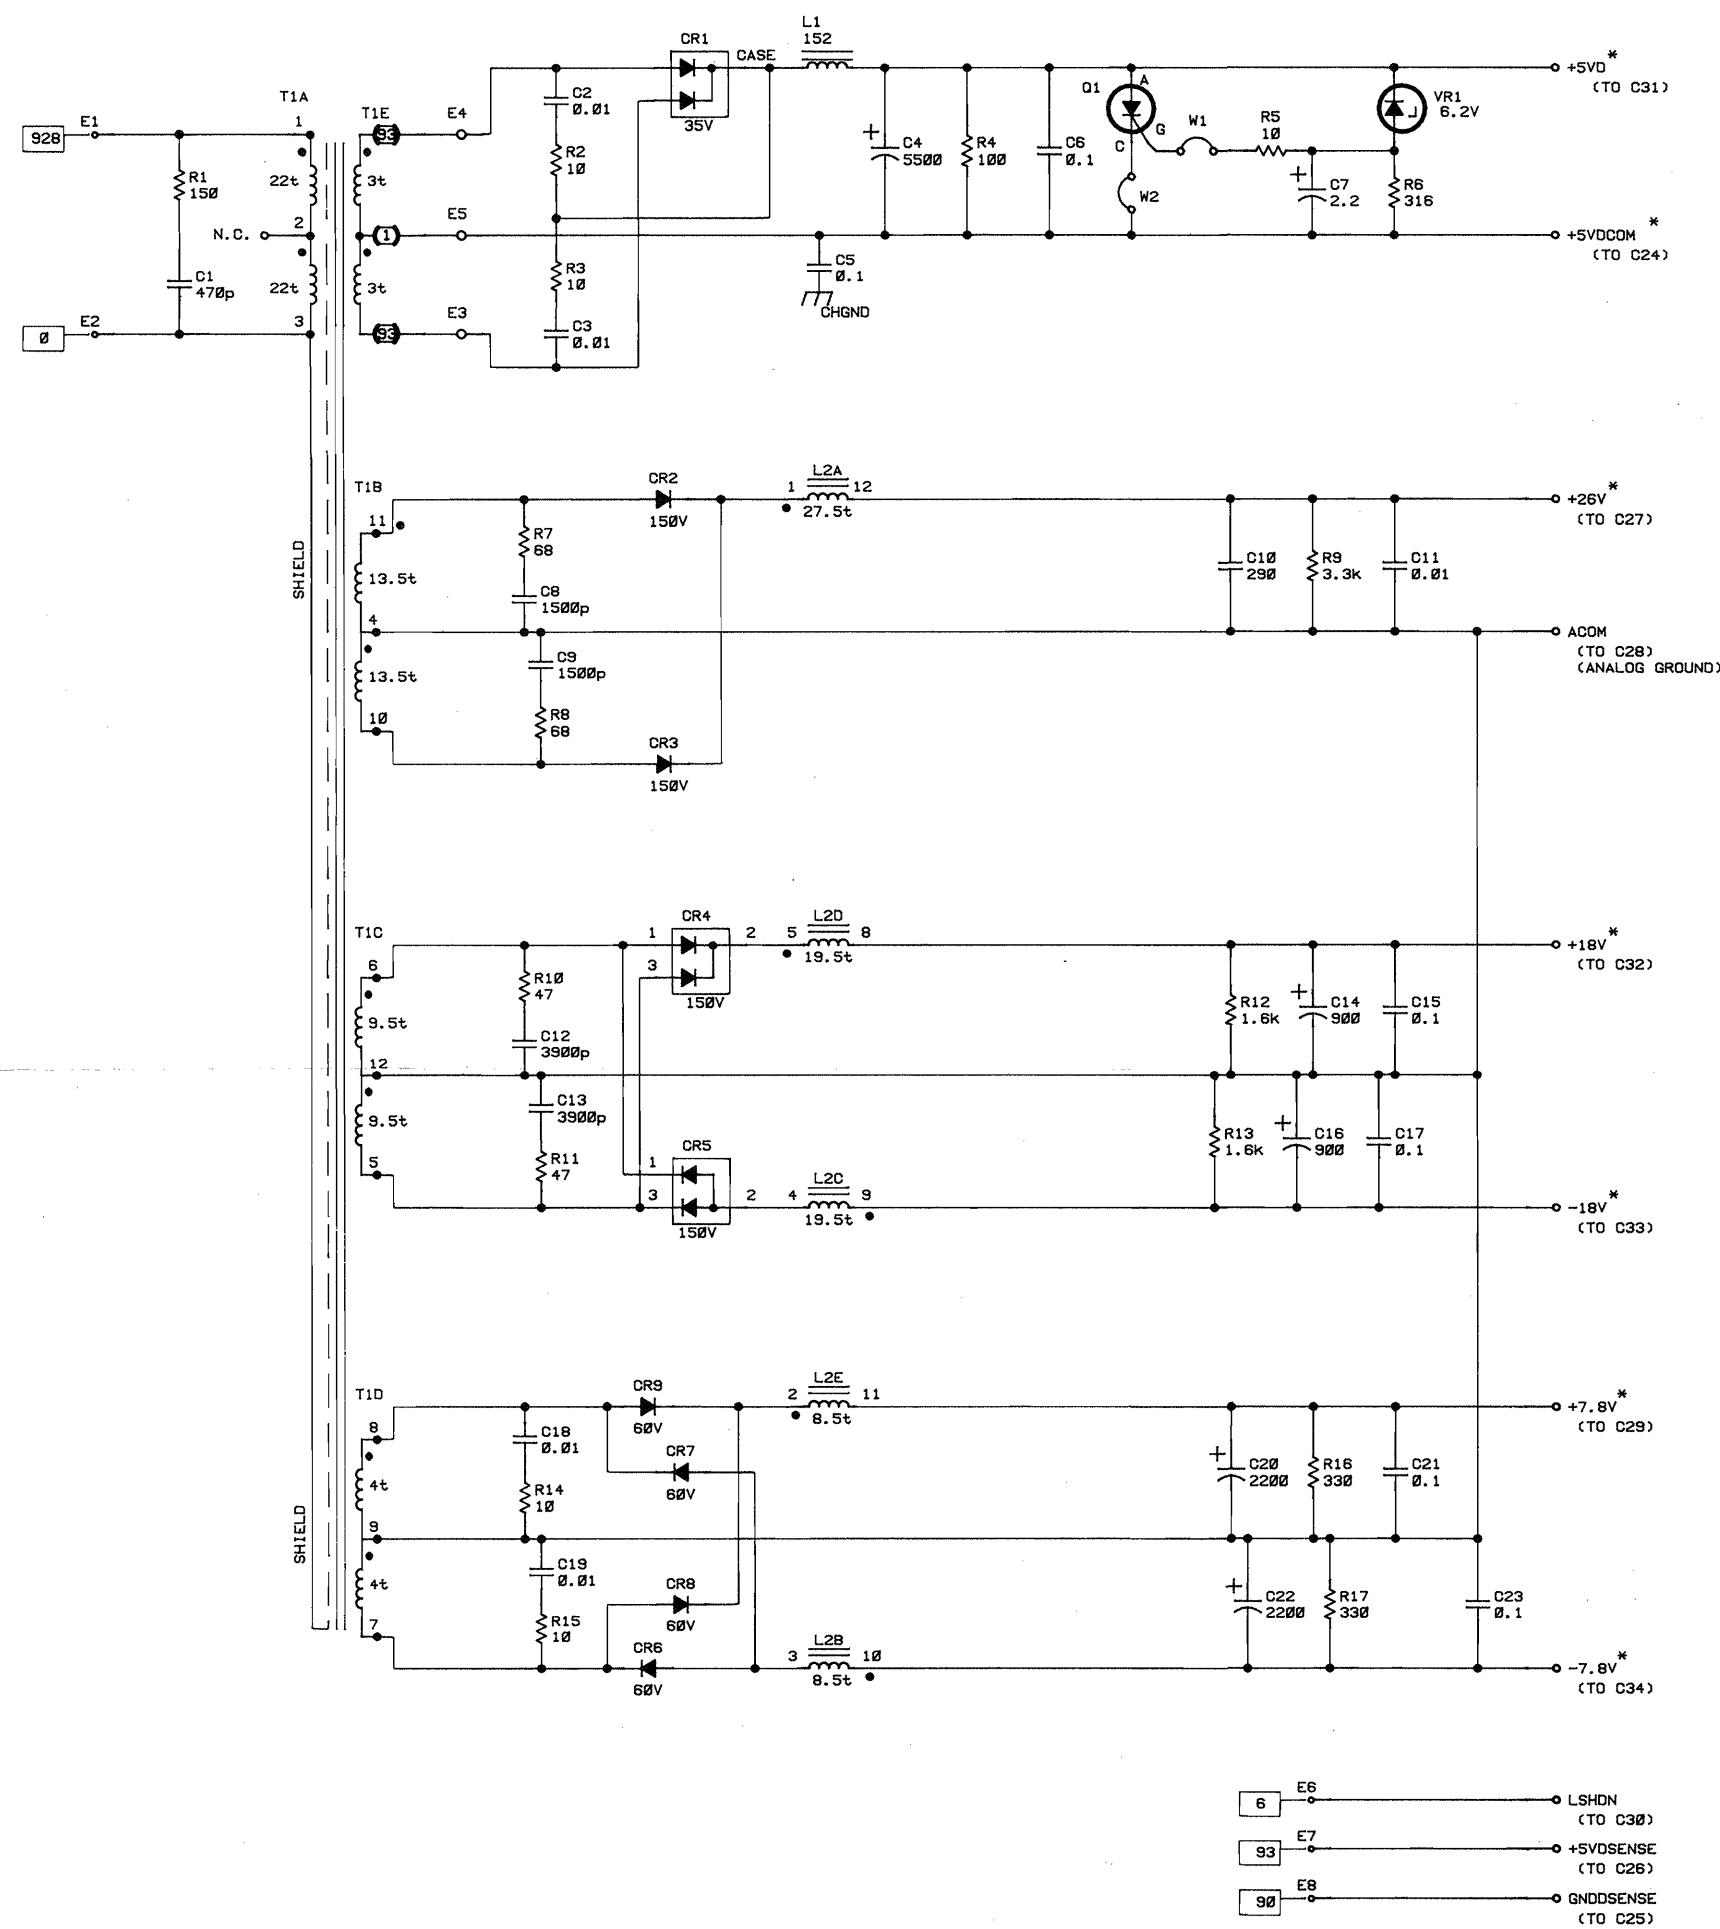 L1
152
CR1
CASE
35V
+5VD*
(TO C31)
T1A
T1E
E4
E1
928
1
93
C2
0.01
R2
10
Q1
A
G
C
W1
W2
R5
10
VR1
6.2V
R1
150
22t
3t
C4
5500
R4
100
C6
0.1
C7
2.2
R6
316
N.C.
2
1
E5
+5VDCOM *
(TO C24)
C1
470p
22t
3t
R3
10
C5
0.1
CHGND
E2
0
3
93
E3
C3
0.01
T1B
CR2
150V
L2A
1 12
27.5t
+26V*
(TO C27)
11
R7
68
C8
1500p
13.5t
C10
290
R9
3.3k
C11
0.01
SHIELD
4
ACOM
(TO C28)
(ANALOG GROUND)
C9
1500p
13.5t
R8
68
10
CR3
150V
T1C
CR4
1 2
3
150V
L2D
5 8
19.5t
+18V*
(TO C32)
6
R10
47
9.5t
C12
3900p
R12
1.6k
C14
900
C15
0.1
12
C13
3900p
9.5t
R11
47
5
R13
1.6k
C16
900
C17
0.1
CR5
1
3 2
150V
L2C
4 9
19.5t
-18V*
(TO C33)
T1D
CR9
60V
L2E
2 11
8.5t
+7.8V*
(TO C29)
8
C18
0.01
CR7
60V
4t
R14
10
C20
2200
R16
330
C21
0.1
SHIELD
9
C19
0.01
4t
R15
10
CR8
60V
C22
2200
R17
330
C23
0.1
7
CR6
60V
L2B
3 10
8.5t
-7.8V*
(TO C34)
6
E6
LSHDN
(TO C30)
93
E7
+5VDSENSE
(TO C26)
90
E8
GNDDSENSE
(TO C25)